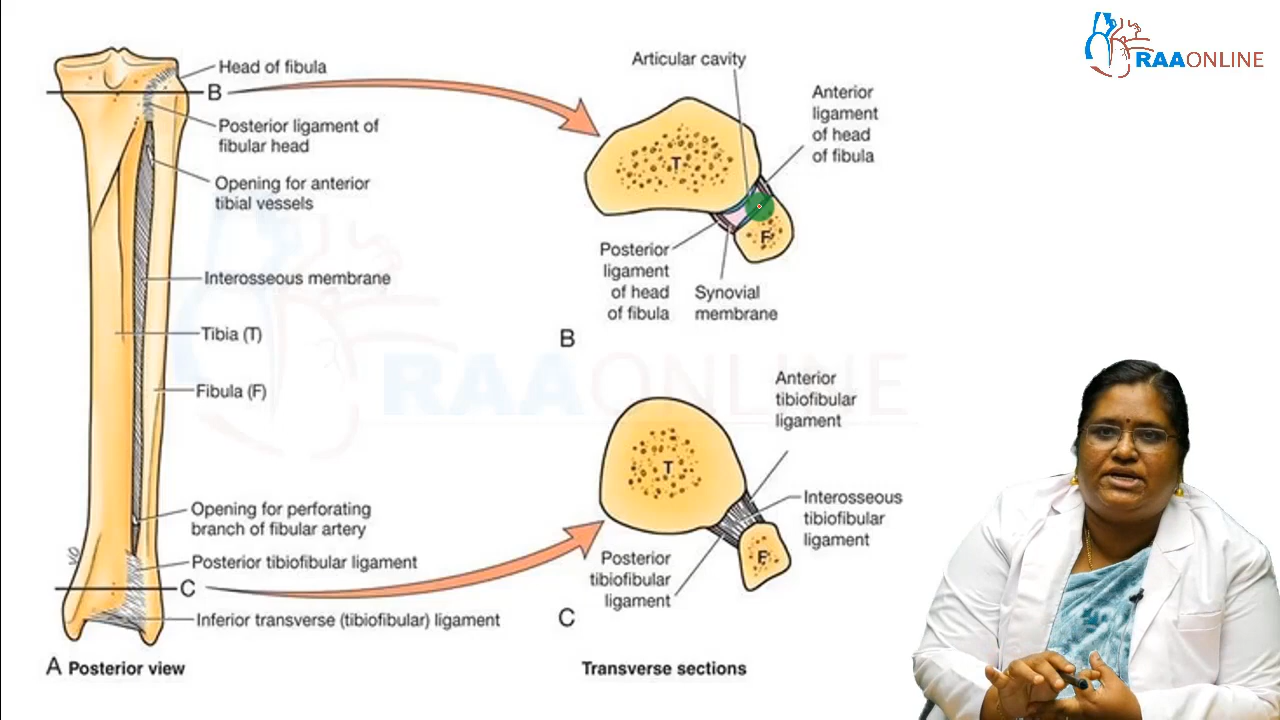 RAAONLINE
Head of fibula
B
Posterior ligament of
fibular head
Opening for anterior
tibial vessels
Interosseous membrane
Tibia (T)
Fibula (F)
Opening for perforating
branch of fibular artery
Posterior tibiofibular ligament
C
Inferior transverse (tibiofibular) ligament
VO
A Posterior view
Articular cavity
Anterior
ligament
of head
of fibula
T
F
Posterior
ligament
of head
of fibula
Synovial
membrane
B
RAAONLINE
Anterior
tibiofibular
ligament
T
Interosseous
tibiofibular
ligament
F
Posterior
tibiofibular
ligament
C
Transverse sections